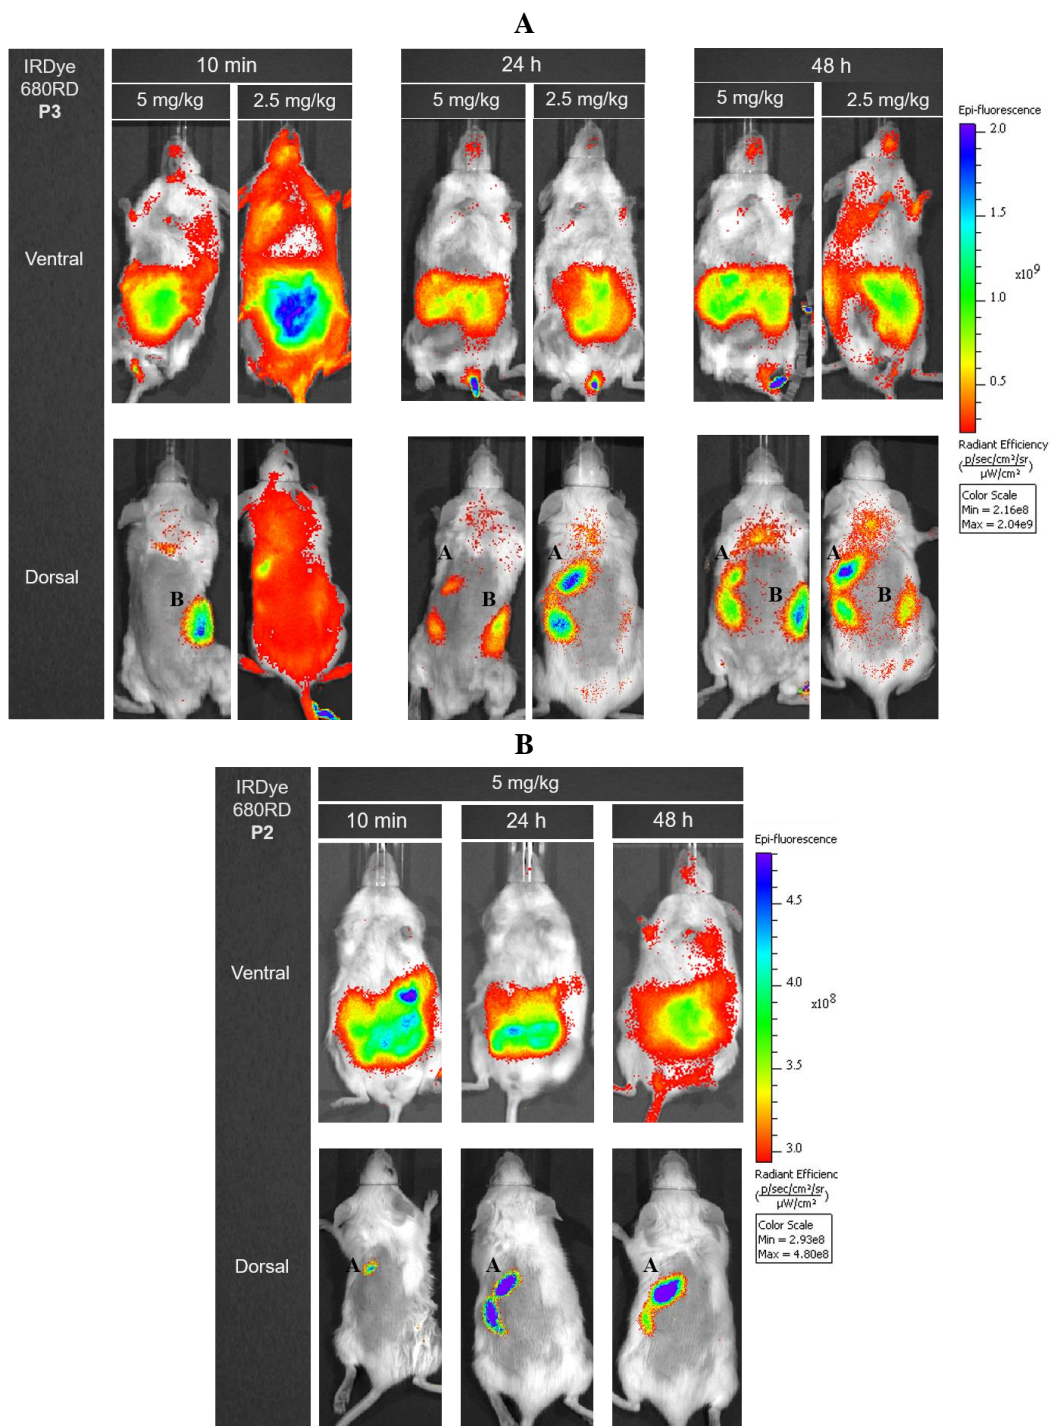 A
IRDye
680RD
P3
10 min
24 h
48 h
5 mg/kg
2.5 mg/kg
5 mg/kg
2.5 mg/kg
5 mg/kg
2.5 mg/kg
Ventral
Dorsal
B
A
B
A
A
B
A
B
Epi-fluorescence
2.0
1.5
x10⁹
1.0
0.5
Radiant Efficiency
(p/sec/cm²/sr / µW/cm²)
Color Scale
Min = 2.16e8
Max = 2.04e9
B
IRDye
680RD
P2
5 mg/kg
10 min
24 h
48 h
Ventral
Dorsal
A
A
A
Epi-fluorescence
4.5
4.0
x10⁸
3.5
3.0
Radiant Efficienc
(p/sec/cm²/sr / µW/cm²)
Color Scale
Min = 2.93e8
Max = 4.80e8